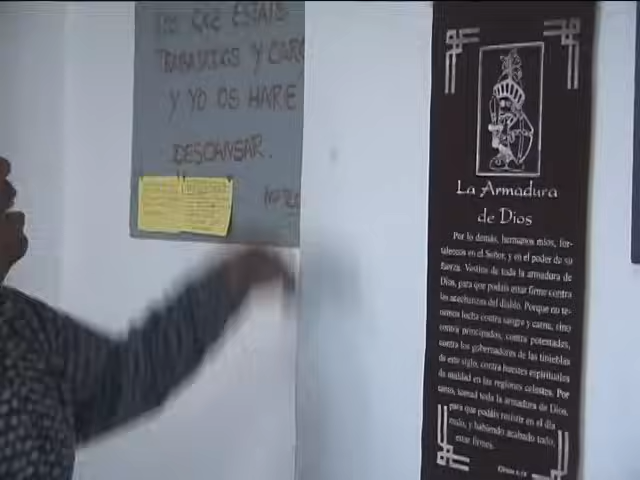 QUE ESTAIS
TRABAJADOS Y CARG
Y YO OS HARE
DESCANSAR.
La Armadura
de Dios
Por lo demás, hermanos míos, for-
taleceos en el Señor, y en el poder de su
fuerza. Vestíos de toda la armadura de
Dios, para que podáis estar firme contra
las asechanzas del diablo. Porque no te-
nemos lucha contra sangre y carne, sino
contra principados, contra potestades,
contra los gobernadores de las tinieblas
de este siglo, contra huestes espirituales
de maldad en las regiones celestes. Por
tanto, tomad toda la armadura de Dios,
para que podáis resistir en el día
malo, y habiendo acabado todo,
estar firmes.